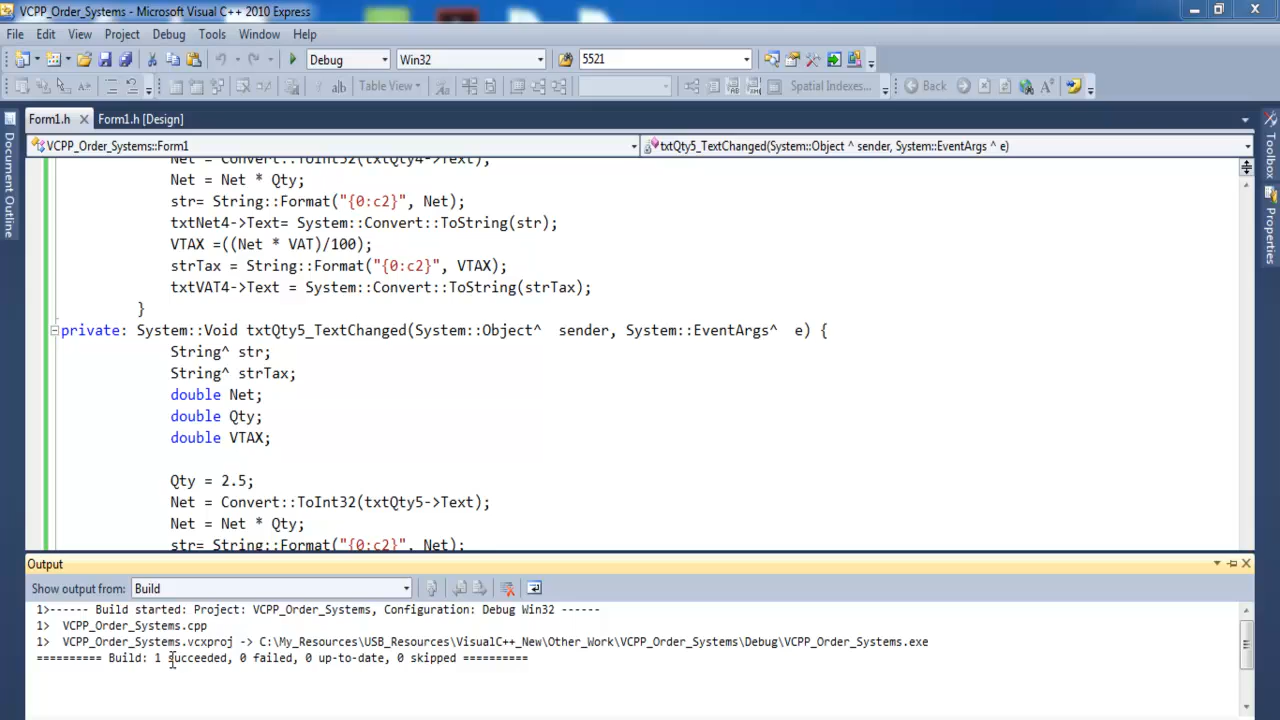 VCPP_Order_Systems - Microsoft Visual C++ 2010 Express
File Edit View Project Debug Tools Window Help
Debug Win32 5521
Table View Spatial Indexes... Back
Form1.h Form1.h [Design]
VCPP_Order_Systems::Form1 txtQty5_TextChanged(System::Object ^ sender, System::EventArgs ^ e)
Document Outline
Toolbox
Properties
Net = Convert::ToInt32(txtQty4->Text);
Net = Net * Qty;
str= String::Format("{0:c2}", Net);
txtNet4->Text= System::Convert::ToString(str);
VTAX =((Net * VAT)/100);
strTax = String::Format("{0:c2}", VTAX);
txtVAT4->Text = System::Convert::ToString(strTax);
}
private: System::Void txtQty5_TextChanged(System::Object^ sender, System::EventArgs^ e) {
String^ str;
String^ strTax;
double Net;
double Qty;
double VTAX;
Qty = 2.5;
Net = Convert::ToInt32(txtQty5->Text);
Net = Net * Qty;
str= String::Format("{0:c2}", Net);
Output
Show output from: Build
1>------ Build started: Project: VCPP_Order_Systems, Configuration: Debug Win32 ------
1> VCPP_Order_Systems.cpp
1> VCPP_Order_Systems.vcxproj -> C:\My_Resources\USB_Resources\VisualC++_New\Other_Work\VCPP_Order_Systems\Debug\VCPP_Order_Systems.exe
========== Build: 1 succeeded, 0 failed, 0 up-to-date, 0 skipped ==========